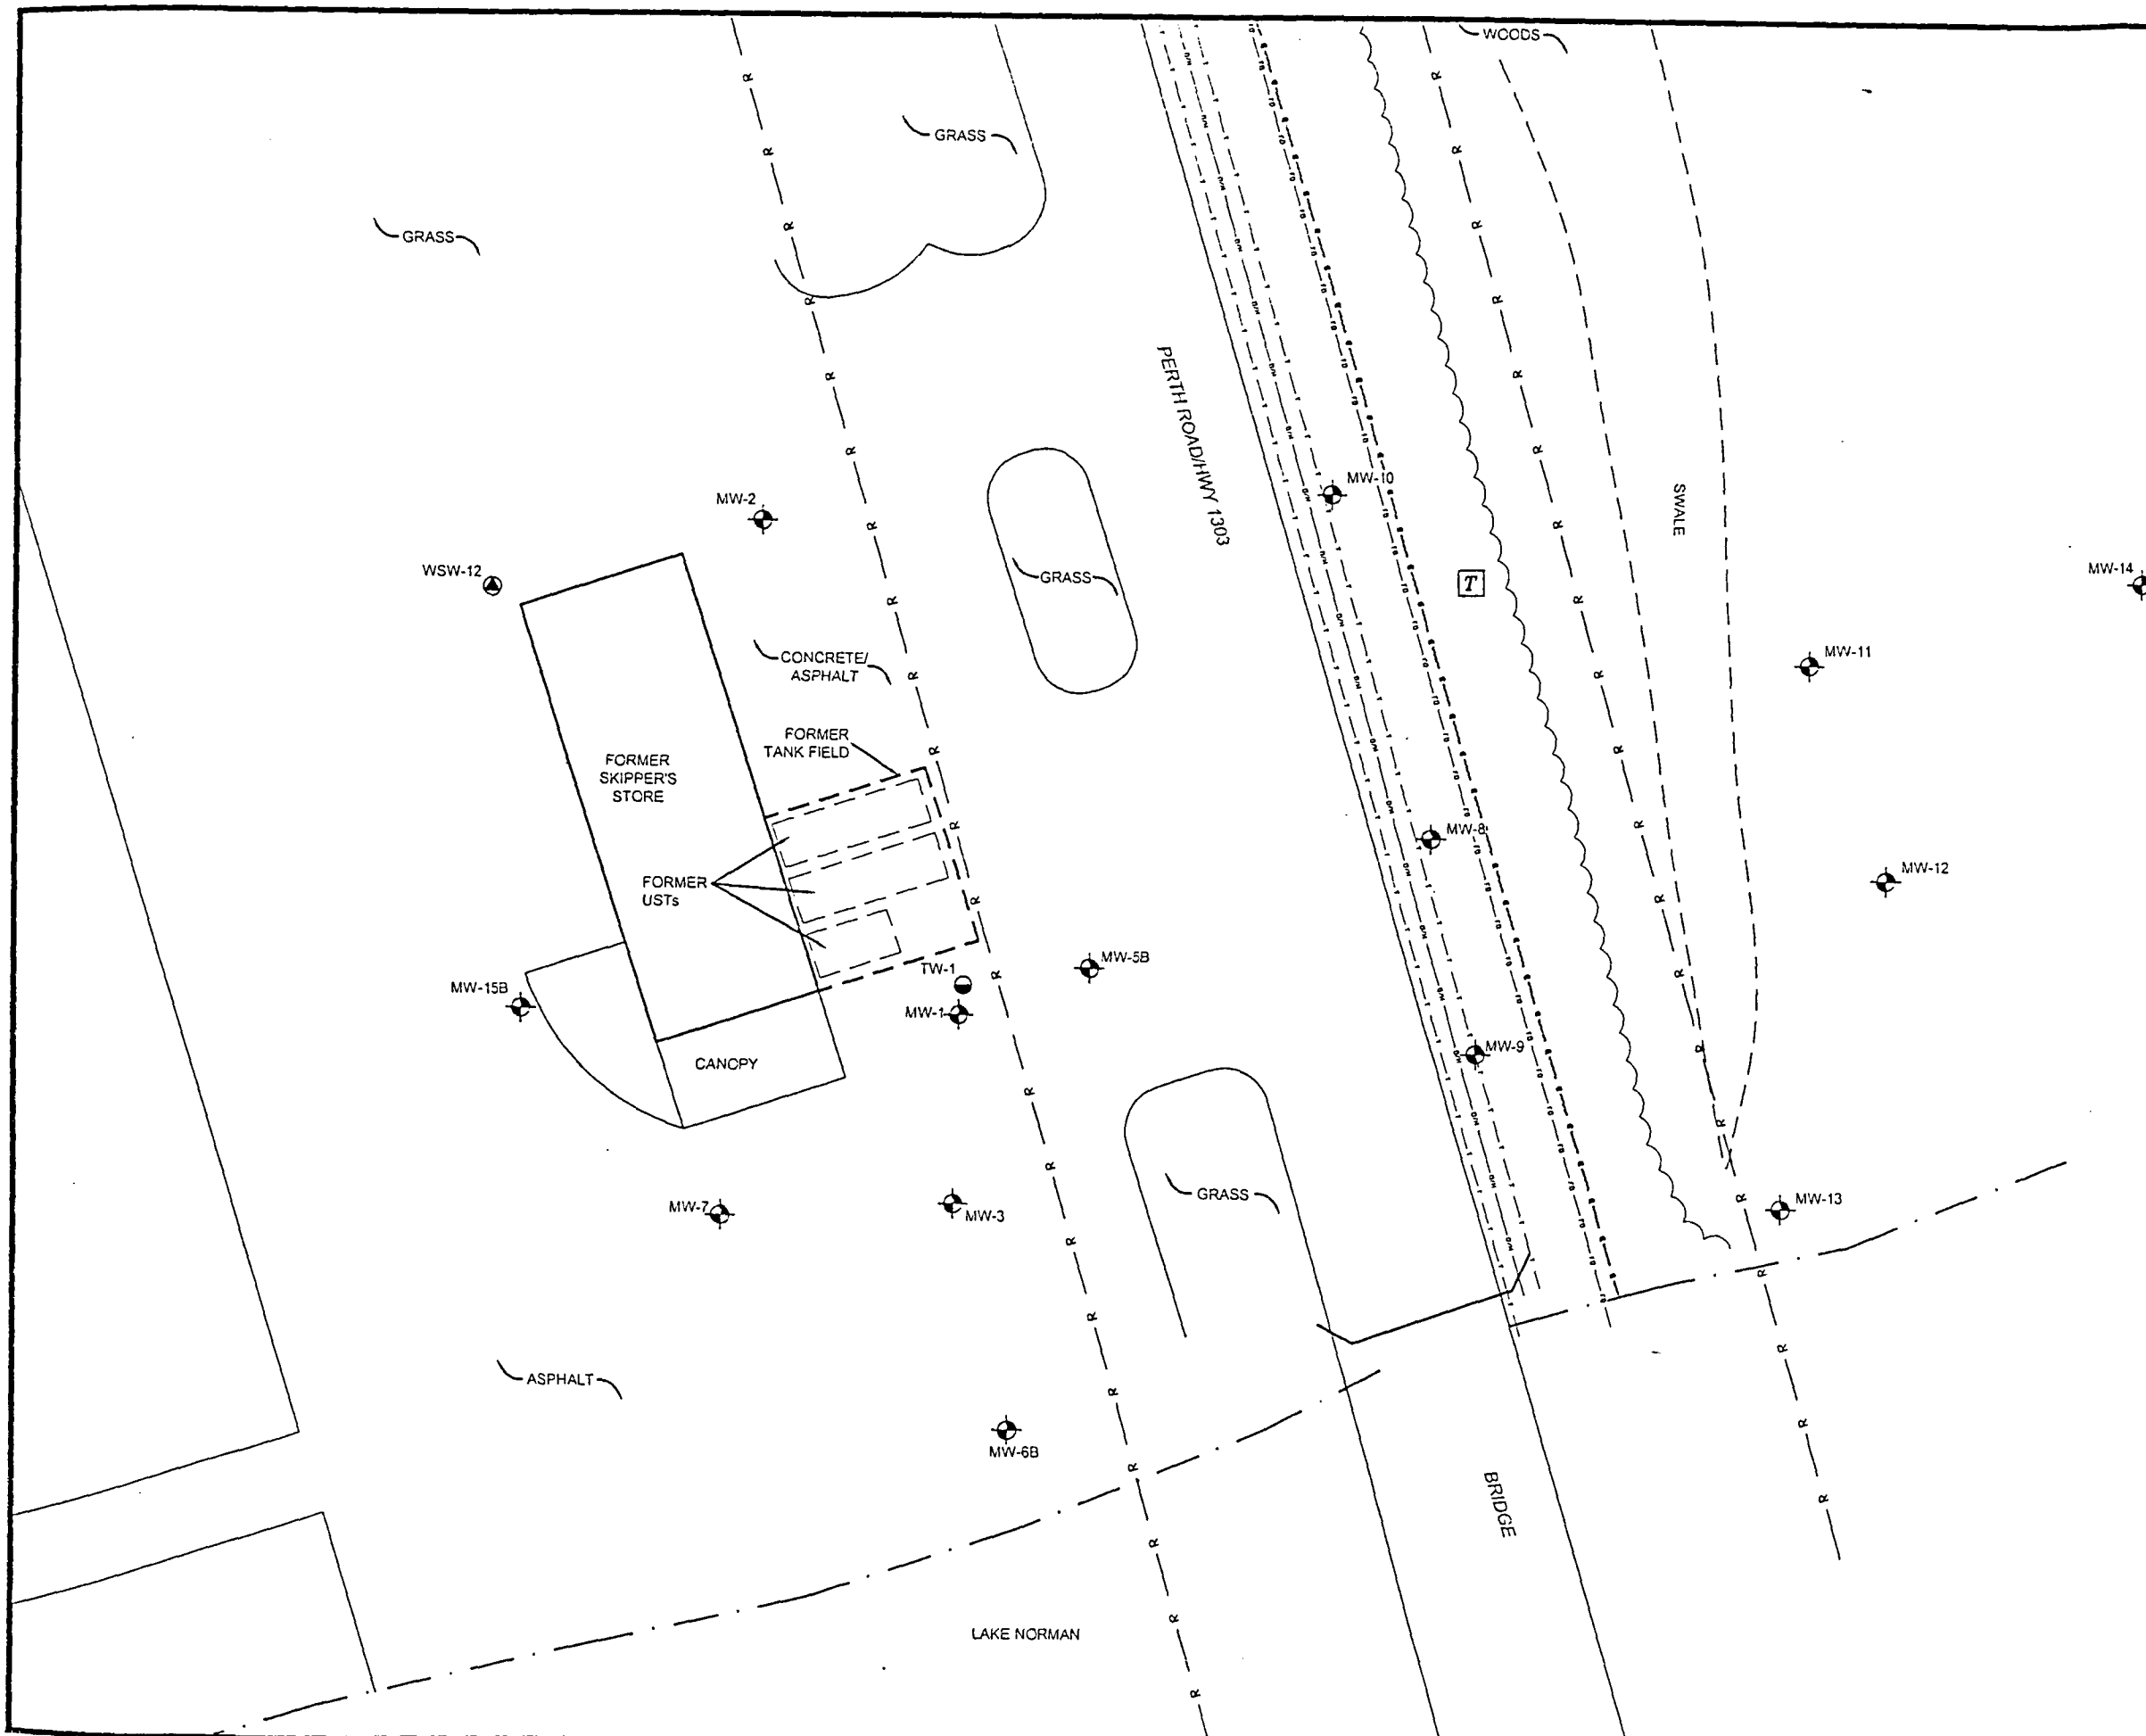 WOODS
GRASS
GRASS
PERTH ROAD/HWY 1303
MW-10
MW-2
SWALE
WSW-12
GRASS
T
MW-14
MW-11
CONCRETE/
ASPHALT
FORMER
TANK FIELD
FORMER
SKIPPER'S
STORE
MW-8
MW-12
FORMER
USTs
MW-5B
TW-1
MW-15B
MW-1
MW-9
CANOPY
GRASS
MW-13
MW-7
MW-3
ASPHALT
MW-6B
BRIDGE
LAKE NORMAN